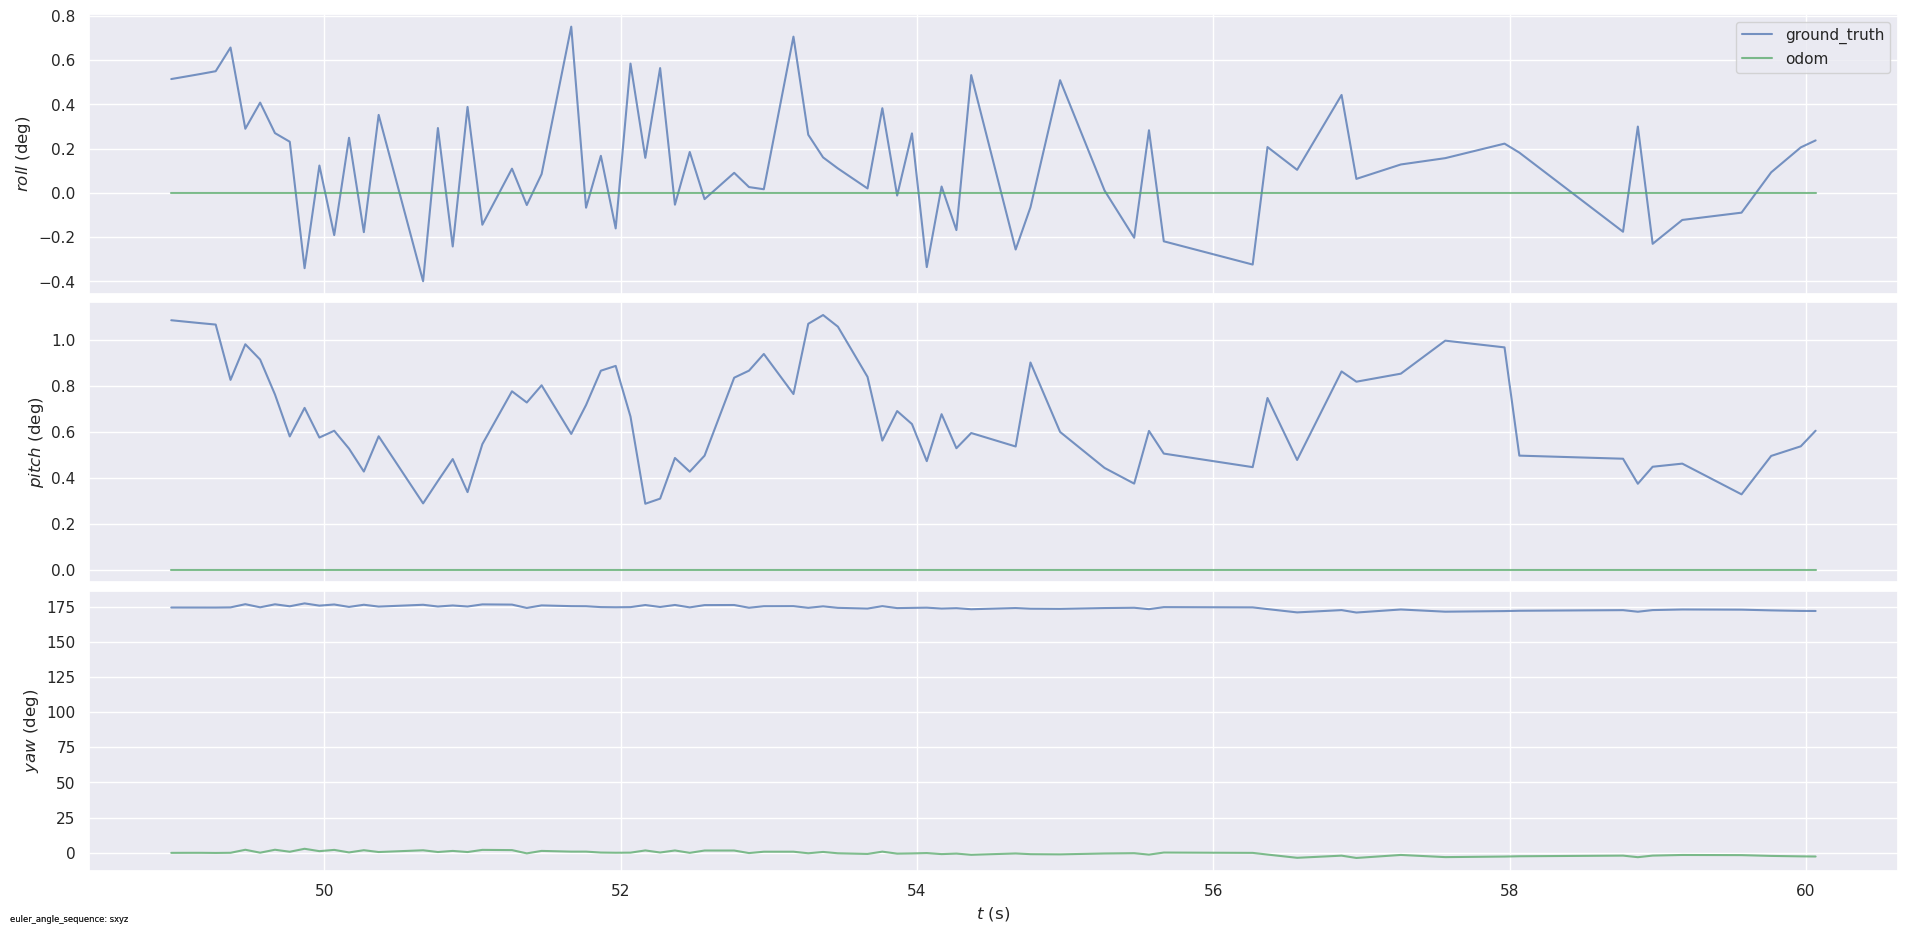 0.8
0.6
0.4
0.2
0.0
−0.2
−0.4
roll (deg)
ground_truth
odom
1.0
0.8
0.6
0.4
0.2
0.0
pitch (deg)
175
150
125
100
75
50
25
0
yaw (deg)
50 52 54 56 58 60
t (s)
euler_angle_sequence: sxyz